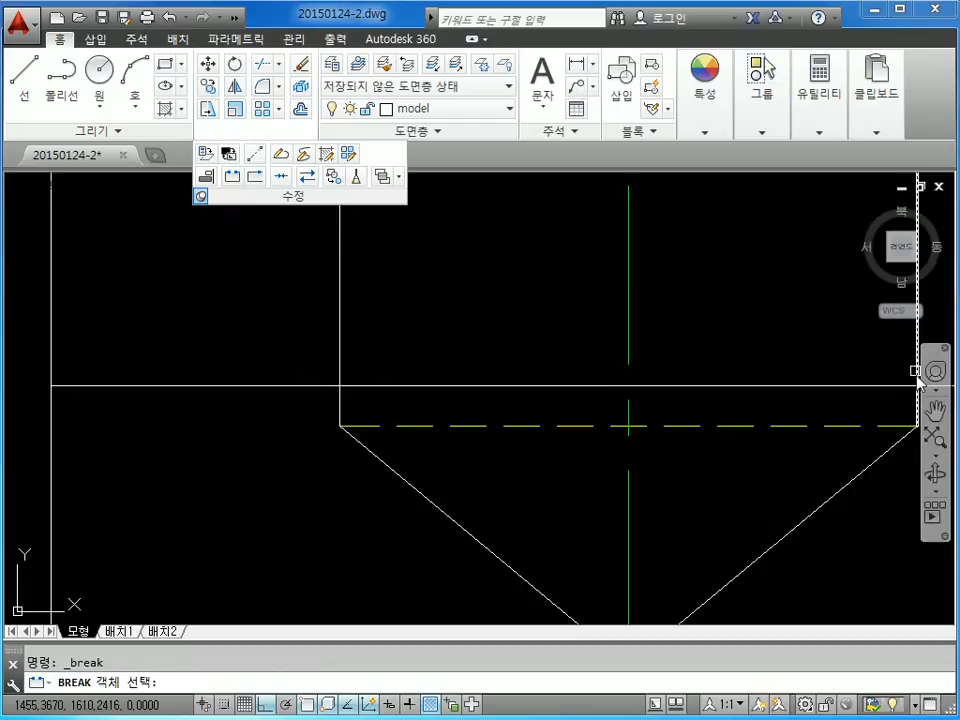 20150124-2.dwg
키워드 또는 구절 입력
로그인
홈 삽입 주석 배치 파라메트릭 관리 출력 Autodesk 360
선 폴리선 원 호
저장되지 않은 도면층 상태
model
문자 삽입 특성 그룹 유틸리티 클립보드
그리기 도면층 주석 블록
20150124-2*
수정
북
서 평면도 동
남
WCS
Y
X
모형 배치1 배치2
명령: _break
BREAK 객체 선택:
1455,3670, 1610,2416, 0,0000
1:1